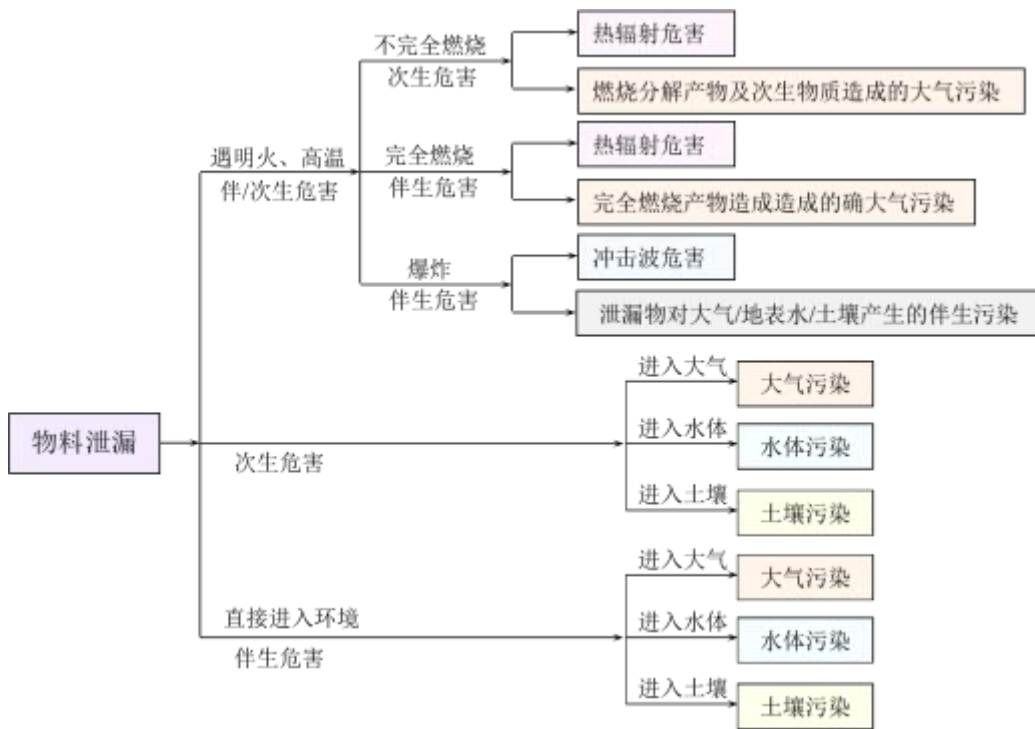 不完全燃烧
次生危害
热辐射危害
燃烧分解产物及次生物质造成的大气污染
遇明火、高温
伴/次生危害
完全燃烧
伴生危害
热辐射危害
完全燃烧产物造成造成的确大气污染
爆炸
伴生危害
冲击波危害
泄漏物对大气/地表水/土壤产生的伴生污染
物料泄漏
次生危害
进入大气
大气污染
进入水体
水体污染
进入土壤
土壤污染
直接进入环境
伴生危害
进入大气
大气污染
进入水体
水体污染
进入土壤
土壤污染